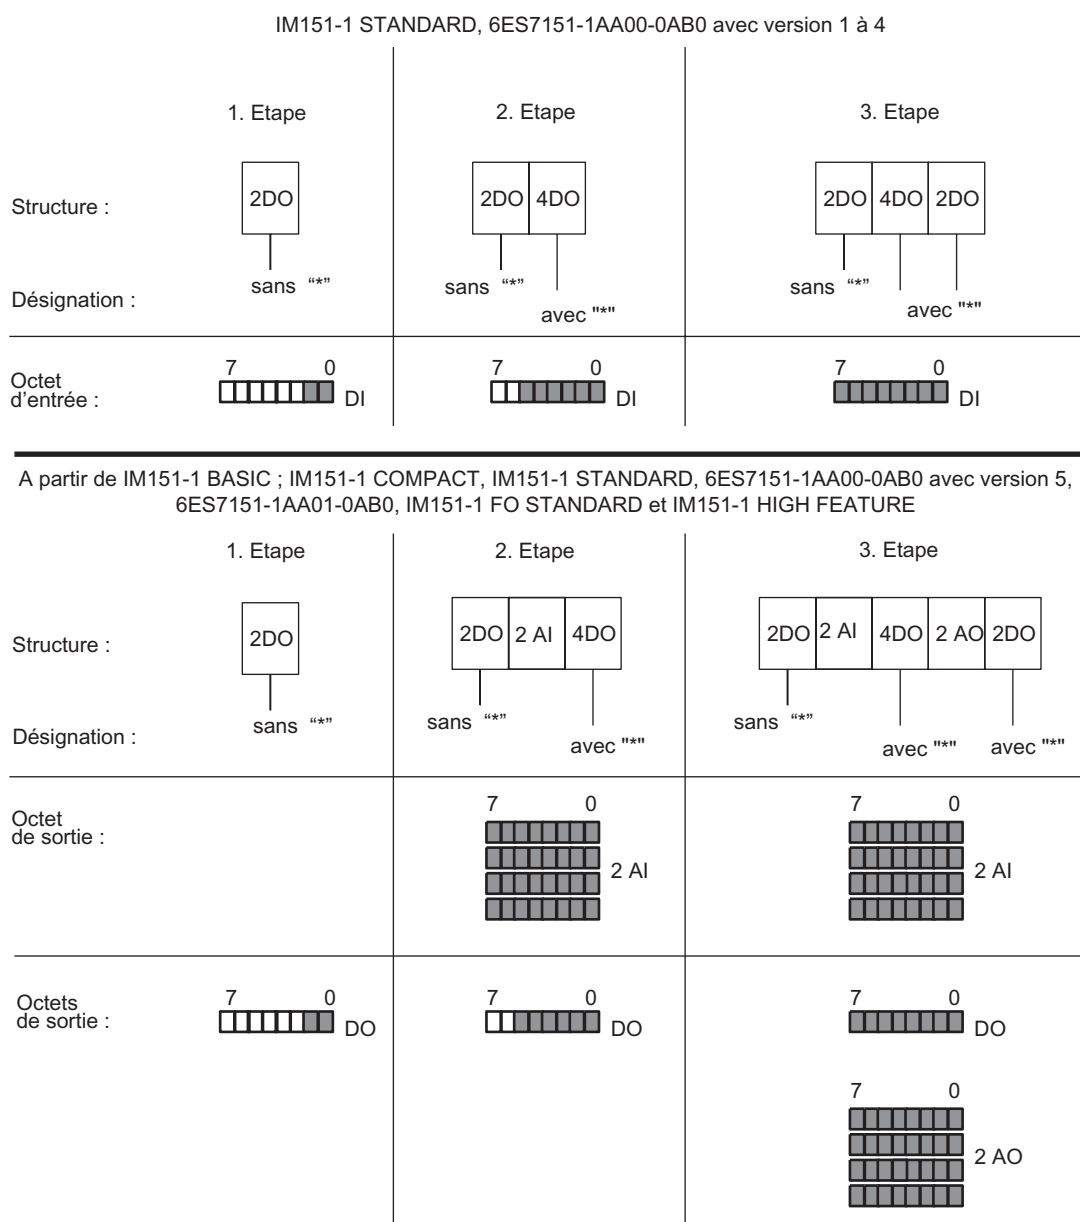 IM151-1 STANDARD, 6ES7151-1AA00-0AB0 avec version 1 à 4
1. Etape 2. Etape 3. Etape
Structure : 2DO 2DO 4DO 2DO 4DO 2DO
sans “*” sans “*” sans “*”
Désignation : avec "*" avec "*"
7 0 7 0 7 0
Octet
d’entrée : DI DI DI
A partir de IM151-1 BASIC ; IM151-1 COMPACT, IM151-1 STANDARD, 6ES7151-1AA00-0AB0 avec version 5,
6ES7151-1AA01-0AB0, IM151-1 FO STANDARD et IM151-1 HIGH FEATURE
1. Etape 2. Etape 3. Etape
Structure : 2DO 2DO 2 AI 4DO 2DO 2 AI 4DO 2 AO 2DO
sans “*” sans “*” sans “*”
Désignation : avec "*" avec "*" avec "*"
7 0 7 0
Octet
de sortie :
2 AI 2 AI
7 0 7 0 7 0
Octets
de sortie : DO DO DO
7 0
2 AO